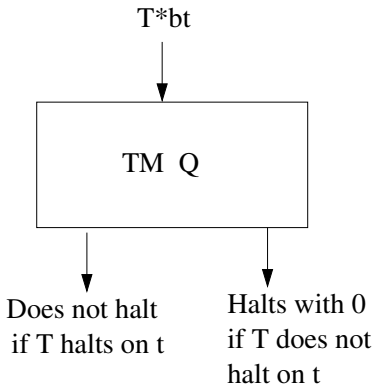 T*bt
TM Q
Does not halt
if T halts on t
Halts with 0
if T does not
halt on t